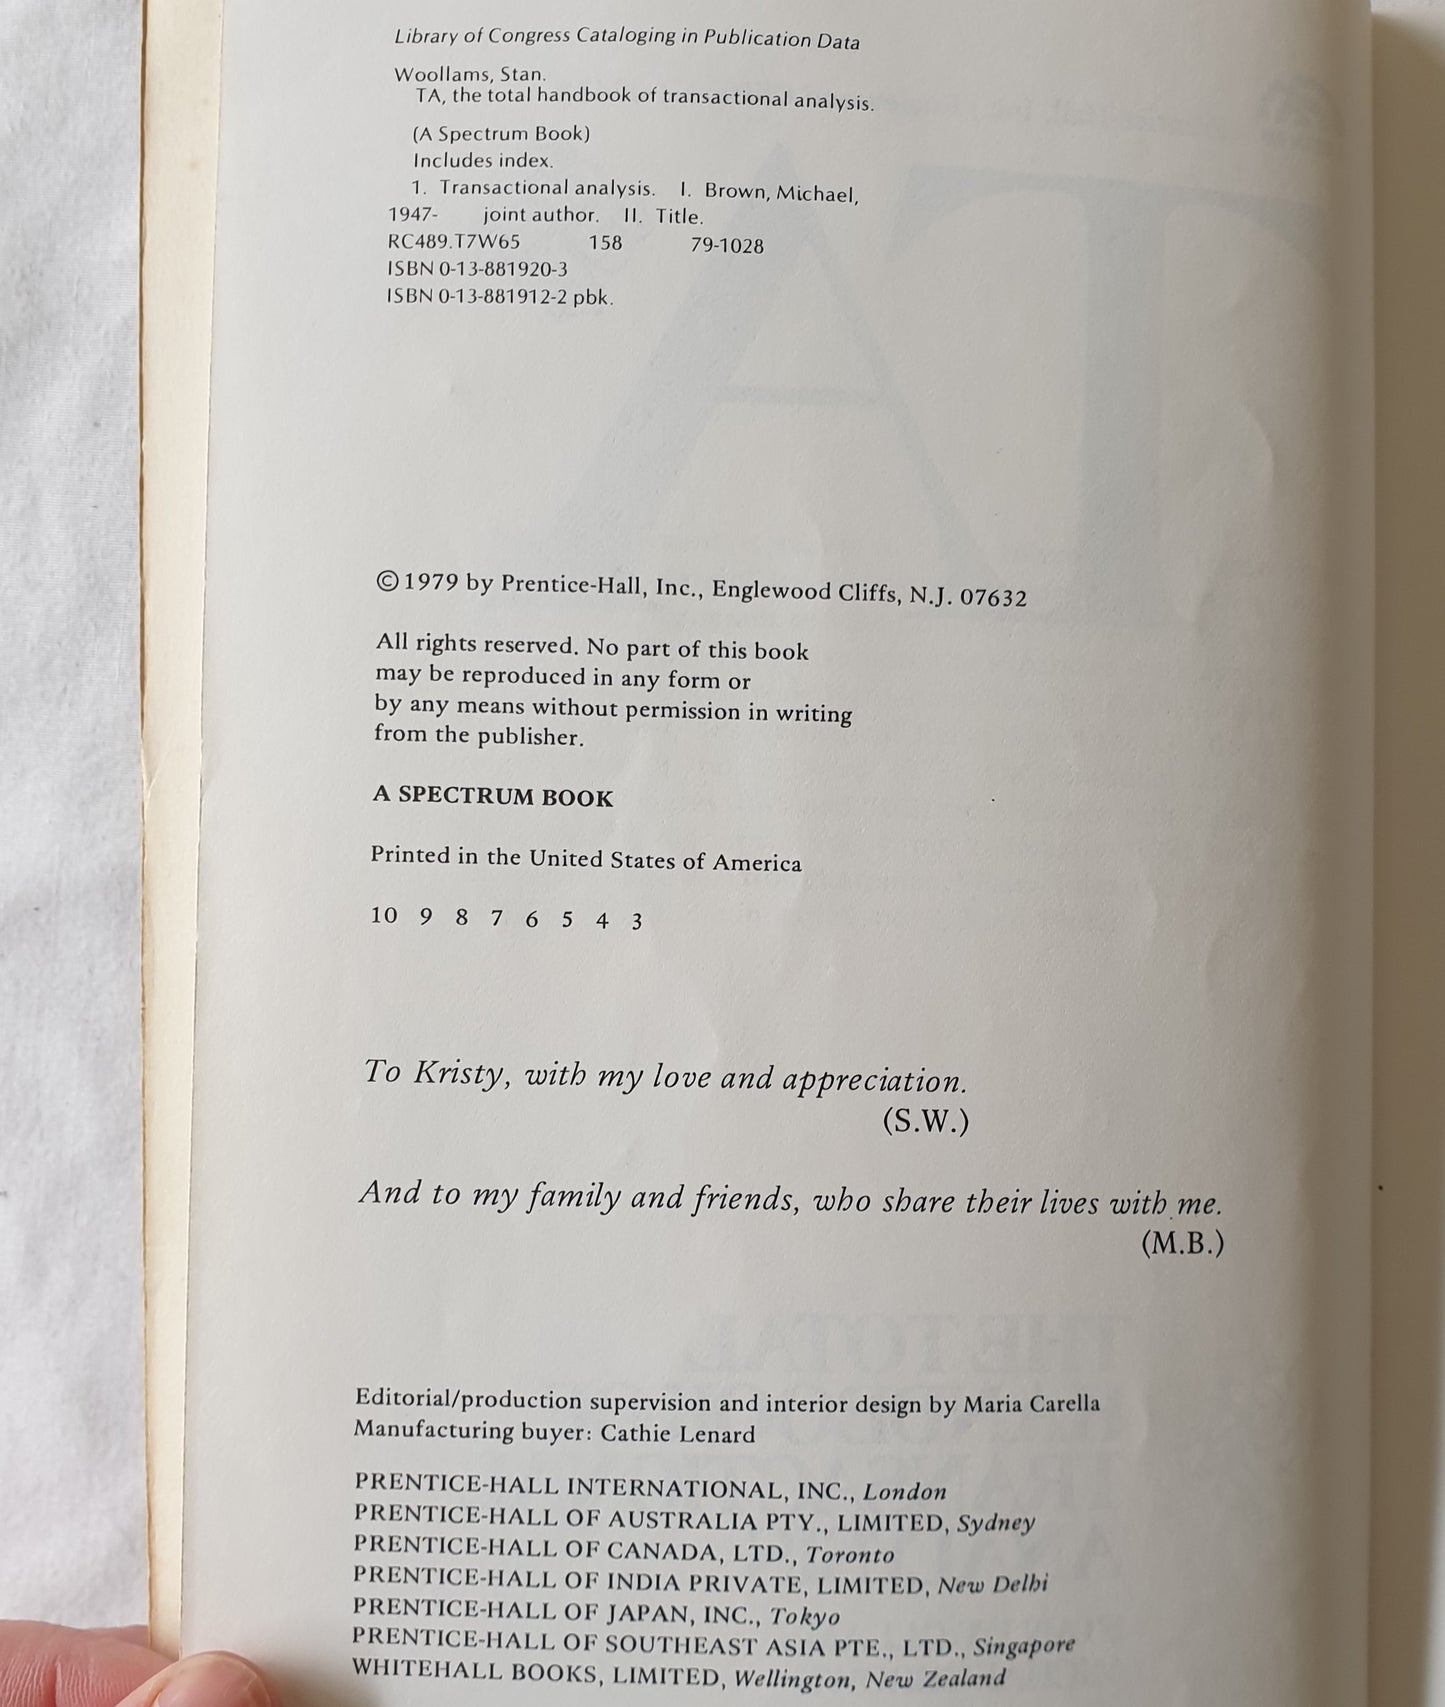 Library of Congress Cataloging in Publication Data
Woollams, Stan.
TA, the total handbook of transactional analysis.
(A Spectrum Book)
Includes index.
1. Transactional analysis. I. Brown, Michael,
1947- joint author. II. Title.
RC489.T7W65 158 79-1028
ISBN 0-13-881920-3
ISBN 0-13-881912-2 pbk.
© 1979 by Prentice-Hall, Inc., Englewood Cliffs, N.J. 07632
All rights reserved. No part of this book
may be reproduced in any form or
by any means without permission in writing
from the publisher.
A SPECTRUM BOOK
Printed in the United States of America
10 9 8 7 6 5 4 3
To Kristy, with my love and appreciation.
(S.W.)
And to my family and friends, who share their lives with me.
(M.B.)
Editorial/production supervision and interior design by Maria Carella
Manufacturing buyer: Cathie Lenard
PRENTICE-HALL INTERNATIONAL, INC., London
PRENTICE-HALL OF AUSTRALIA PTY., LIMITED, Sydney
PRENTICE-HALL OF CANADA, LTD., Toronto
PRENTICE-HALL OF INDIA PRIVATE, LIMITED, New Delhi
PRENTICE-HALL OF JAPAN, INC., Tokyo
PRENTICE-HALL OF SOUTHEAST ASIA PTE., LTD., Singapore
WHITEHALL BOOKS, LIMITED, Wellington, New Zealand